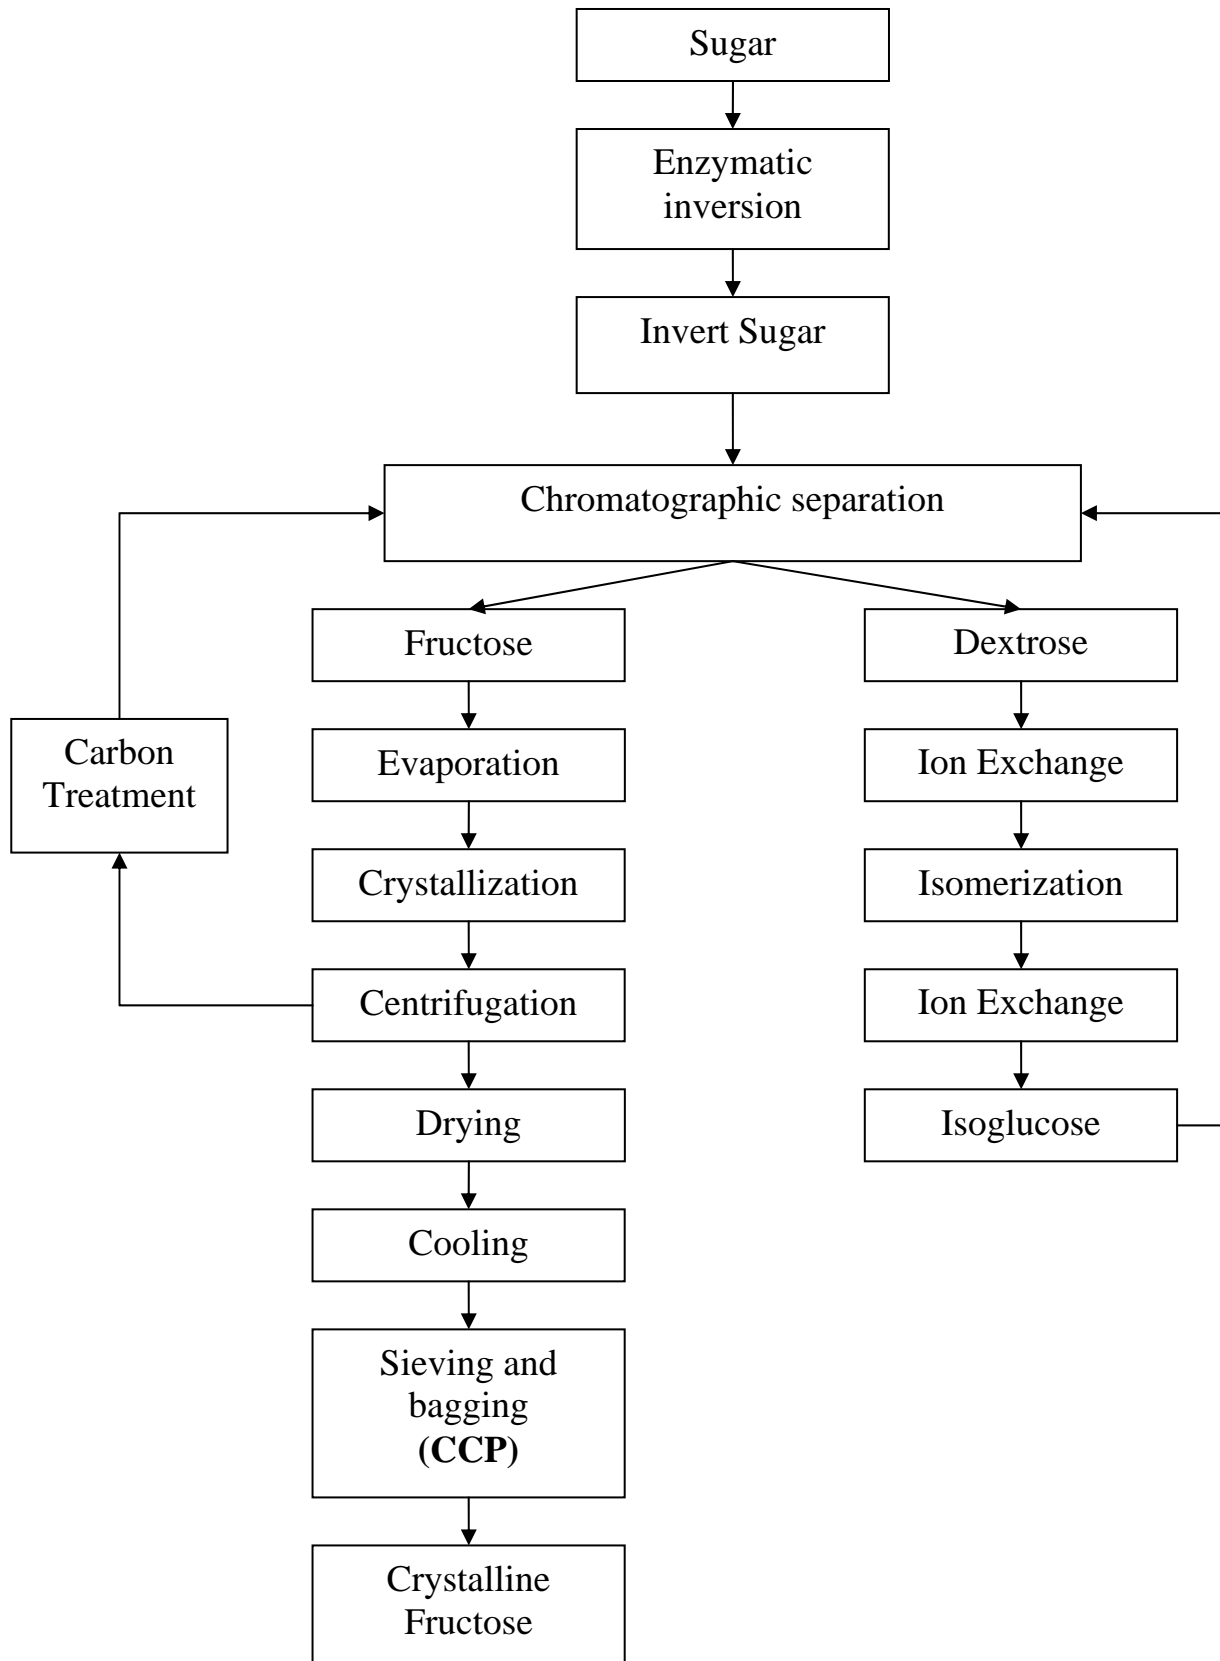 Sugar
Enzymatic
inversion
Invert Sugar
Chromatographic separation
Fructose
Dextrose
Carbon
Treatment
Evaporation
Ion Exchange
Crystallization
Isomerization
Centrifugation
Ion Exchange
Drying
Isoglucose
Cooling
Sieving and
bagging
(CCP)
Crystalline
Fructose